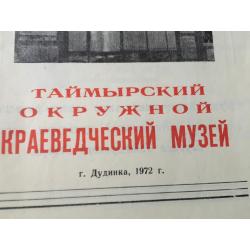 ТАЙМЫРСКИЙ
ОКРУЖНОЙ
КРАЕВЕДЧЕСКИЙ МУЗЕЙ
г. Дудинка, 1972 г.